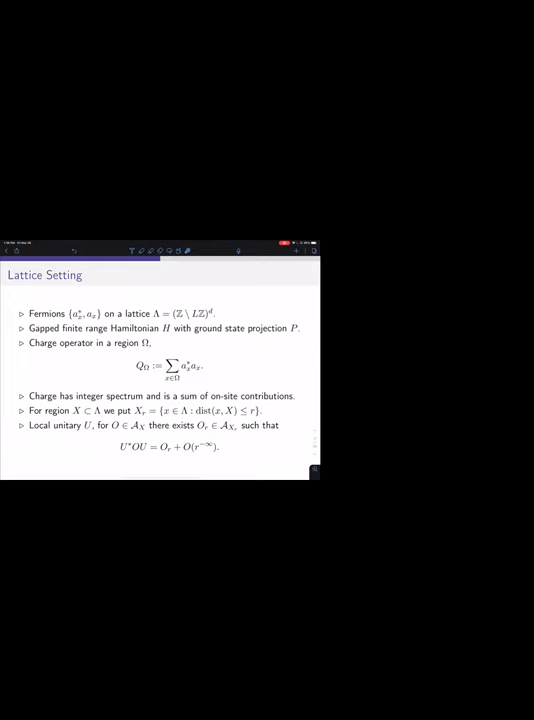 Lattice Setting
▷ Fermions {a*ₓ, aₓ} on a lattice Λ = (ℤ \ Lℤ)ᵈ.
▷ Gapped finite range Hamiltonian H with ground state projection P.
▷ Charge operator in a region Ω,
Q_Ω := ∑_{x∈Ω} a*ₓaₓ.
▷ Charge has integer spectrum and is a sum of on-site contributions.
▷ For region X ⊂ Λ we put Xᵣ = {x ∈ Λ : dist(x, X) ≤ r}.
▷ Local unitary U, for O ∈ 𝒜_X there exists Oᵣ ∈ 𝒜_{Xᵣ} such that
U*OU = Oᵣ + O(r^{−∞}).